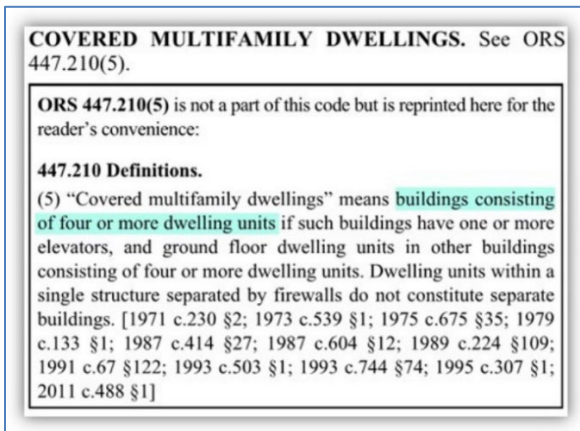 COVERED MULTIFAMILY DWELLINGS. See ORS
447.210(5).
ORS 447.210(5) is not a part of this code but is reprinted here for the
reader's convenience:
447.210 Definitions.
(5) “Covered multifamily dwellings” means buildings consisting
of four or more dwelling units if such buildings have one or more
elevators, and ground floor dwelling units in other buildings
consisting of four or more dwelling units. Dwelling units within a
single structure separated by firewalls do not constitute separate
buildings. [1971 c.230 §2; 1973 c.539 §1; 1975 c.675 §35; 1979
c.133 §1; 1987 c.414 §27; 1987 c.604 §12; 1989 c.224 §109;
1991 c.67 §122; 1993 c.503 §1; 1993 c.744 §74; 1995 c.307 §1;
2011 c.488 §1]